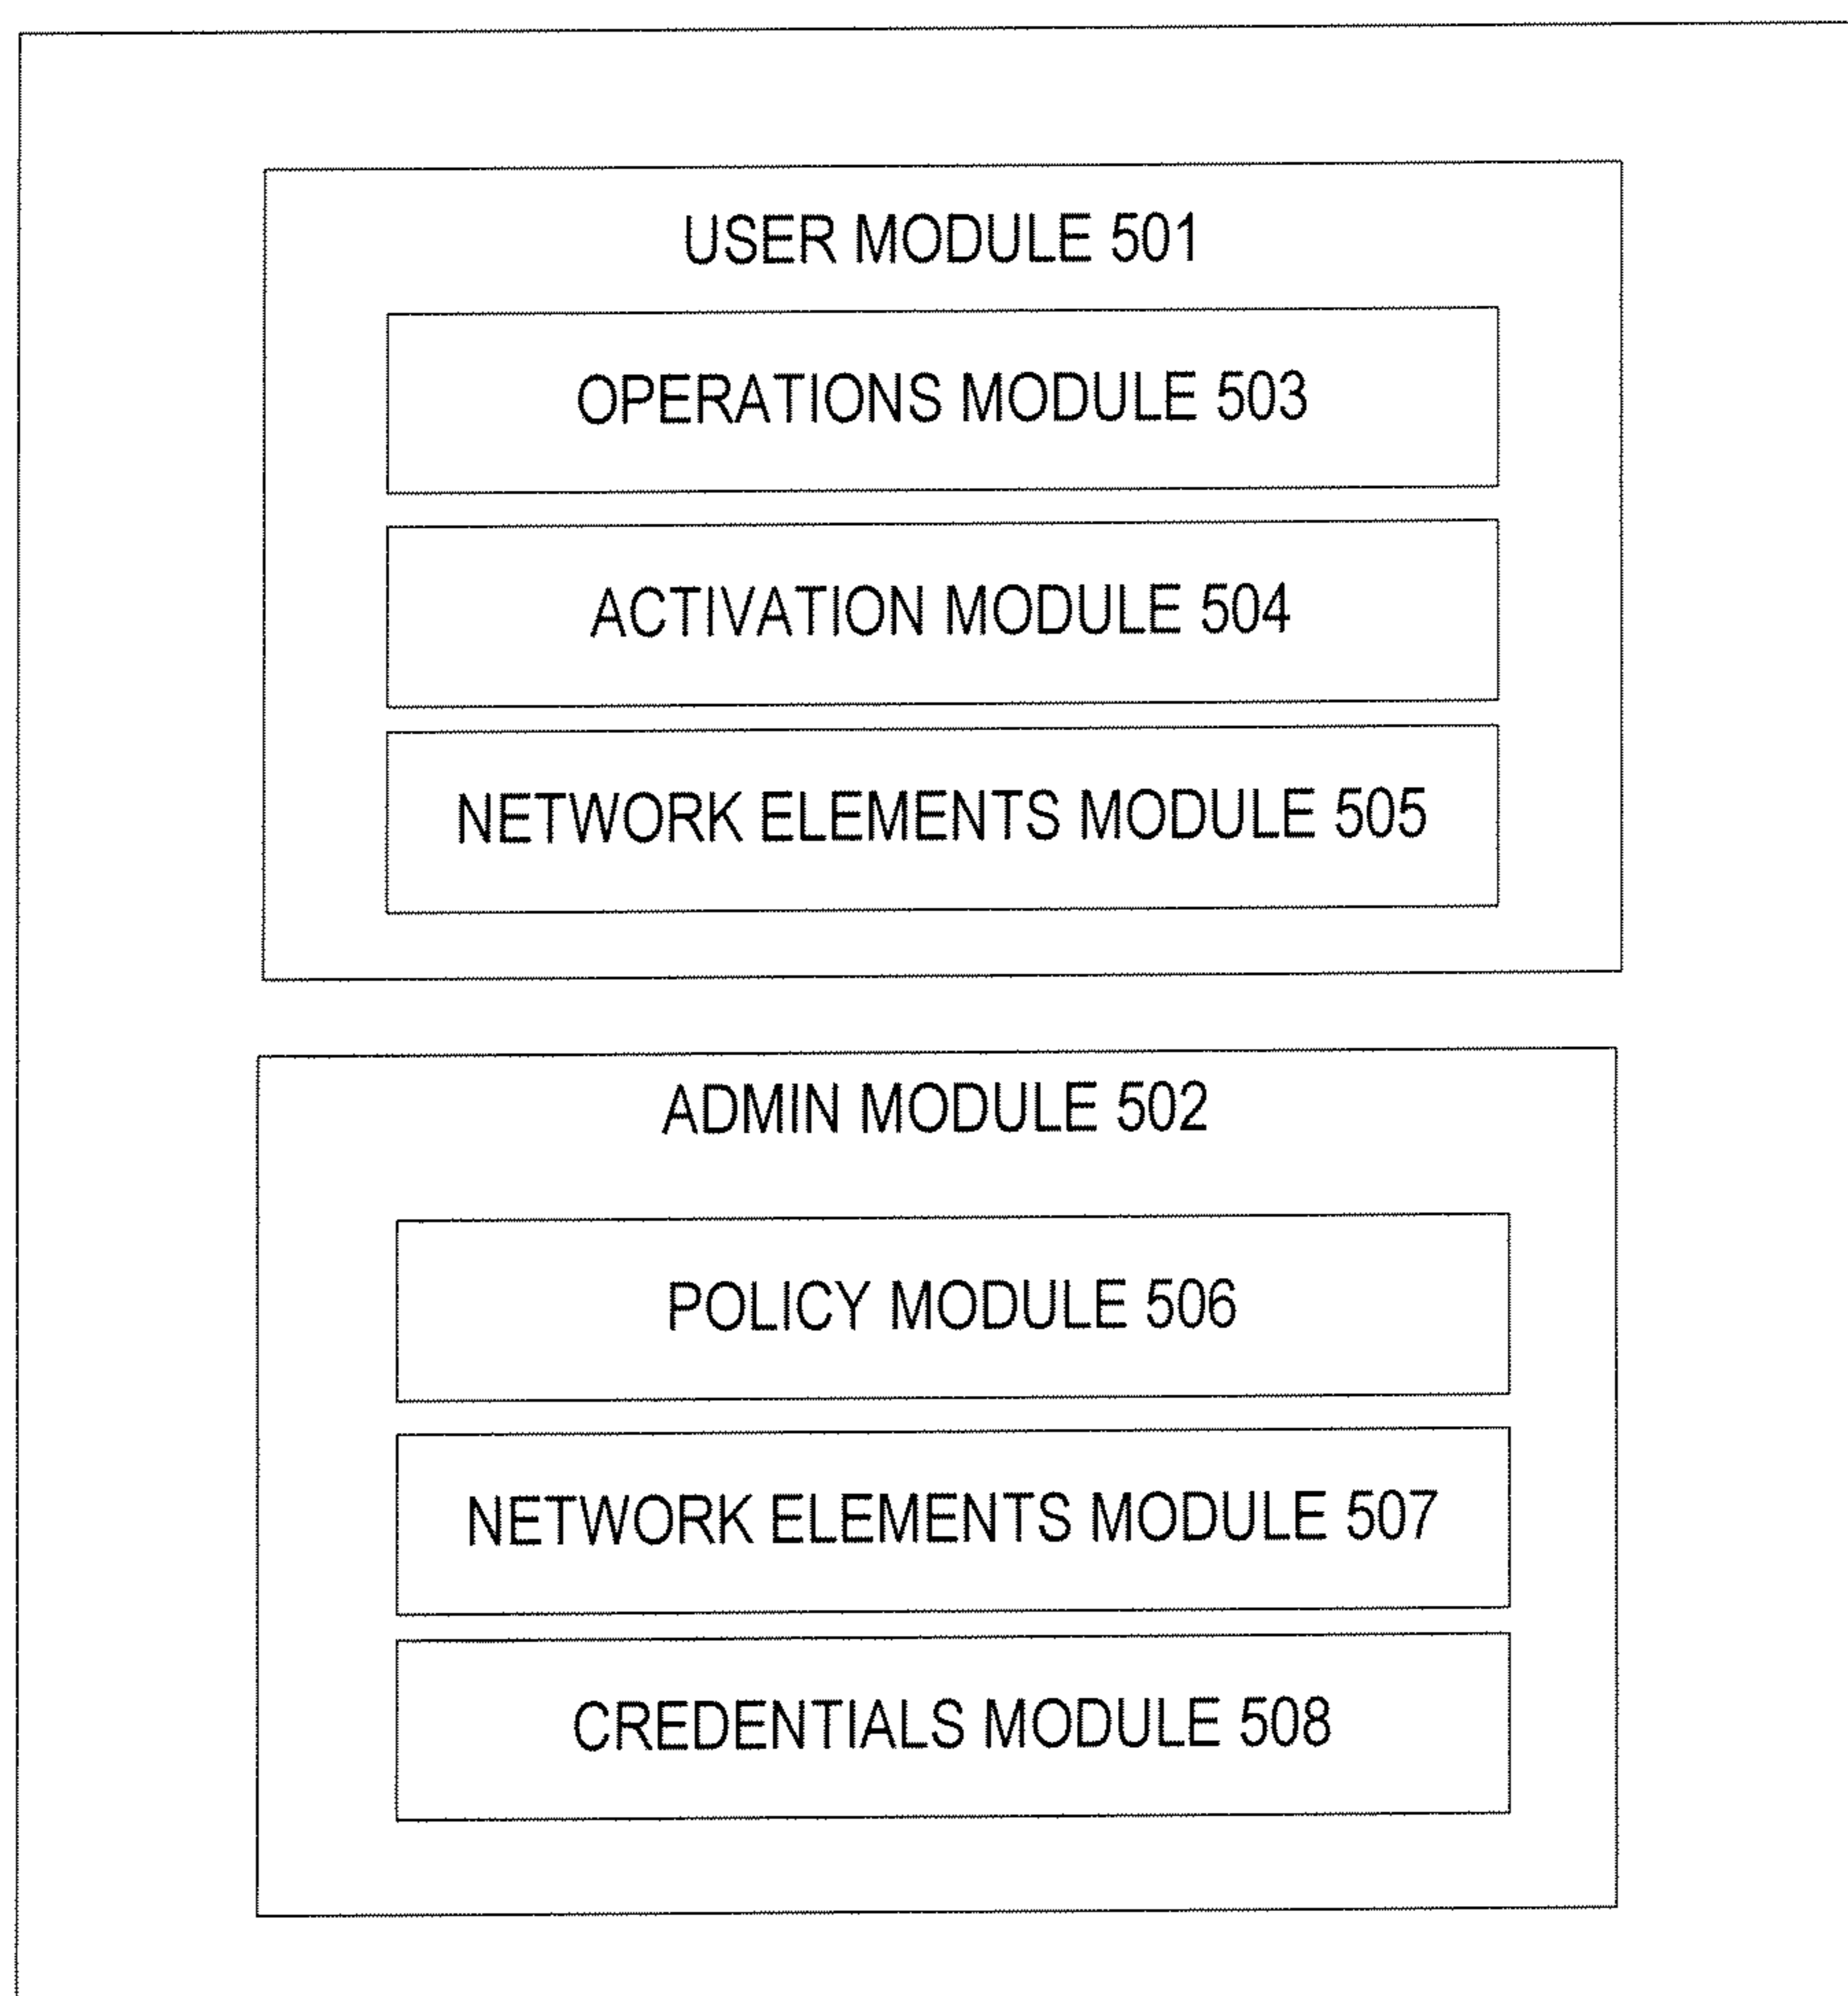 USER MODULE 501
OPERATIONS MODULE 503
ACTIVATION MODULE 504
NETWORK ELEMENTS MODULE 505
ADMIN MODULE 502
POLICY MODULE 506
NETWORK ELEMENTS MODULE 507
CREDENTIALS MODULE 508